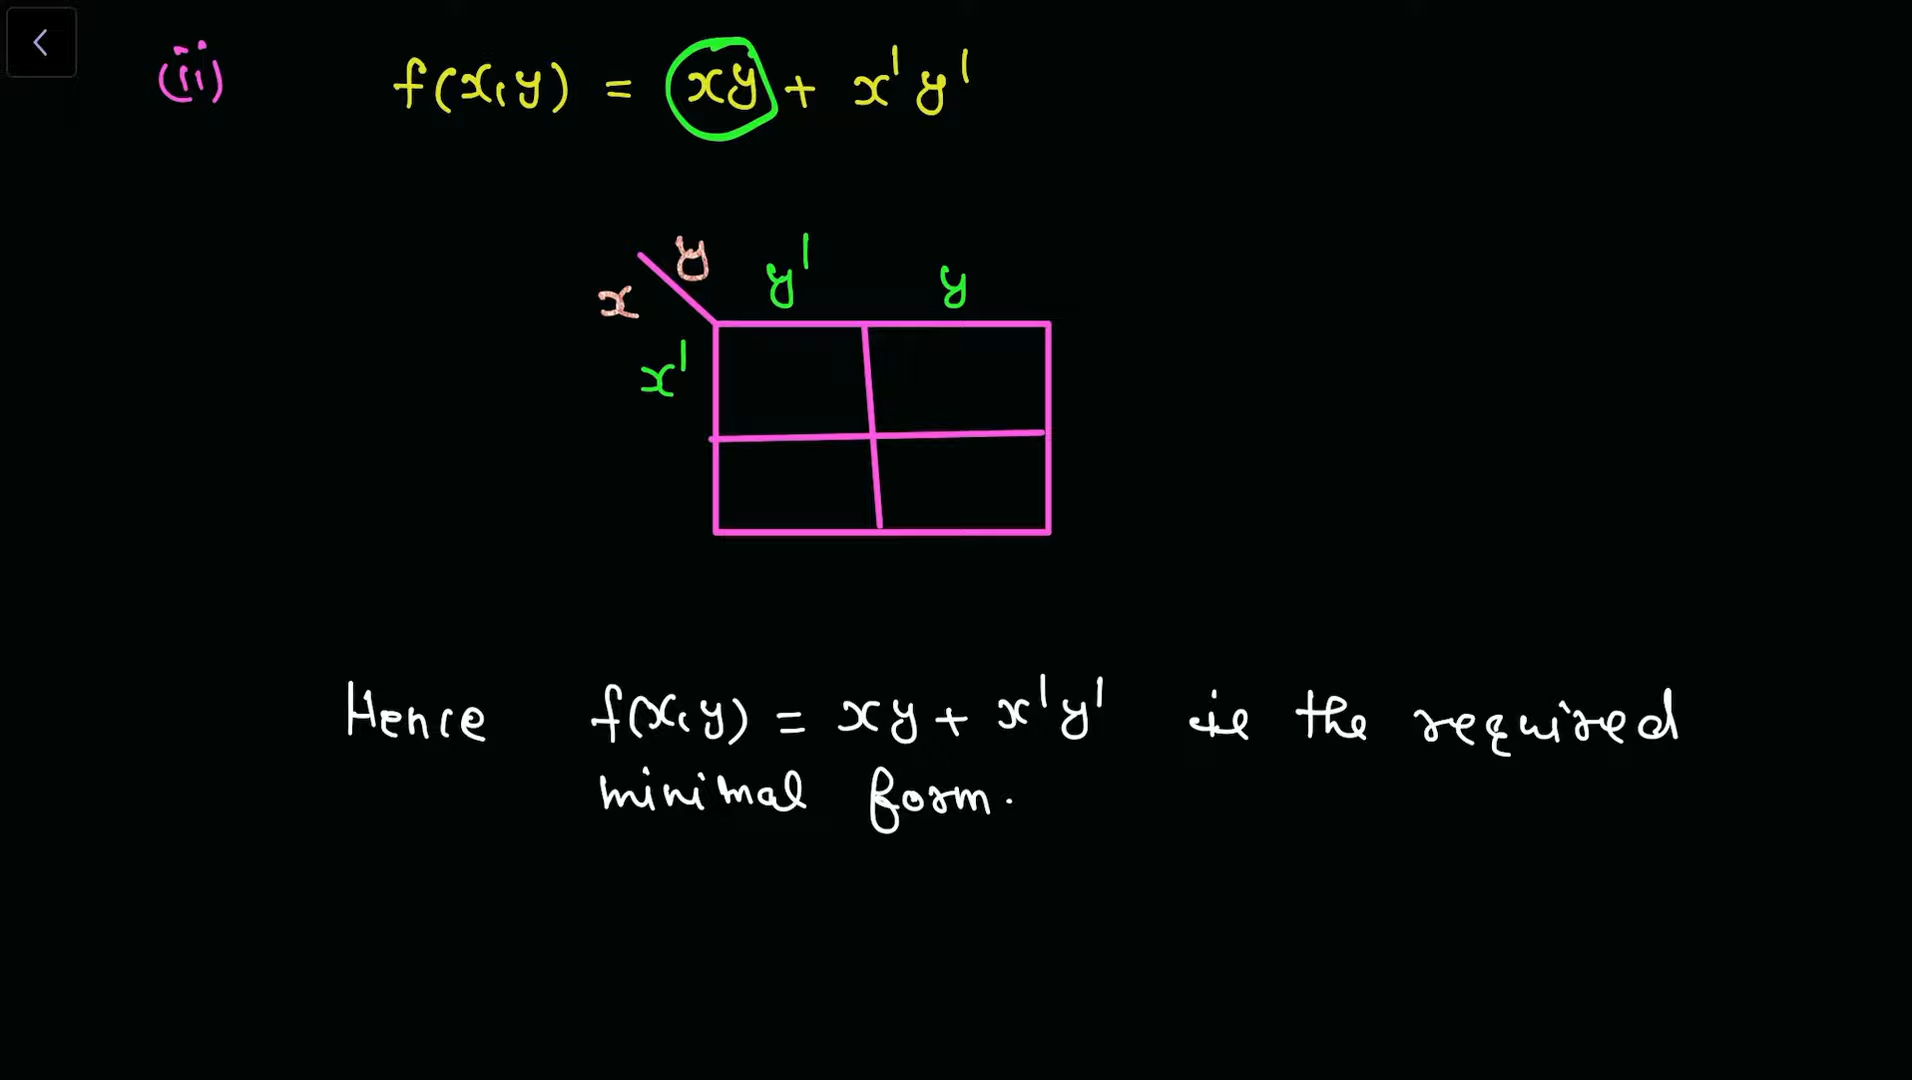 (ii) f(x,y) = xy + x'y'
y y' y
x
x'
Hence f(x,y) = xy + x'y' is the required
minimal form.